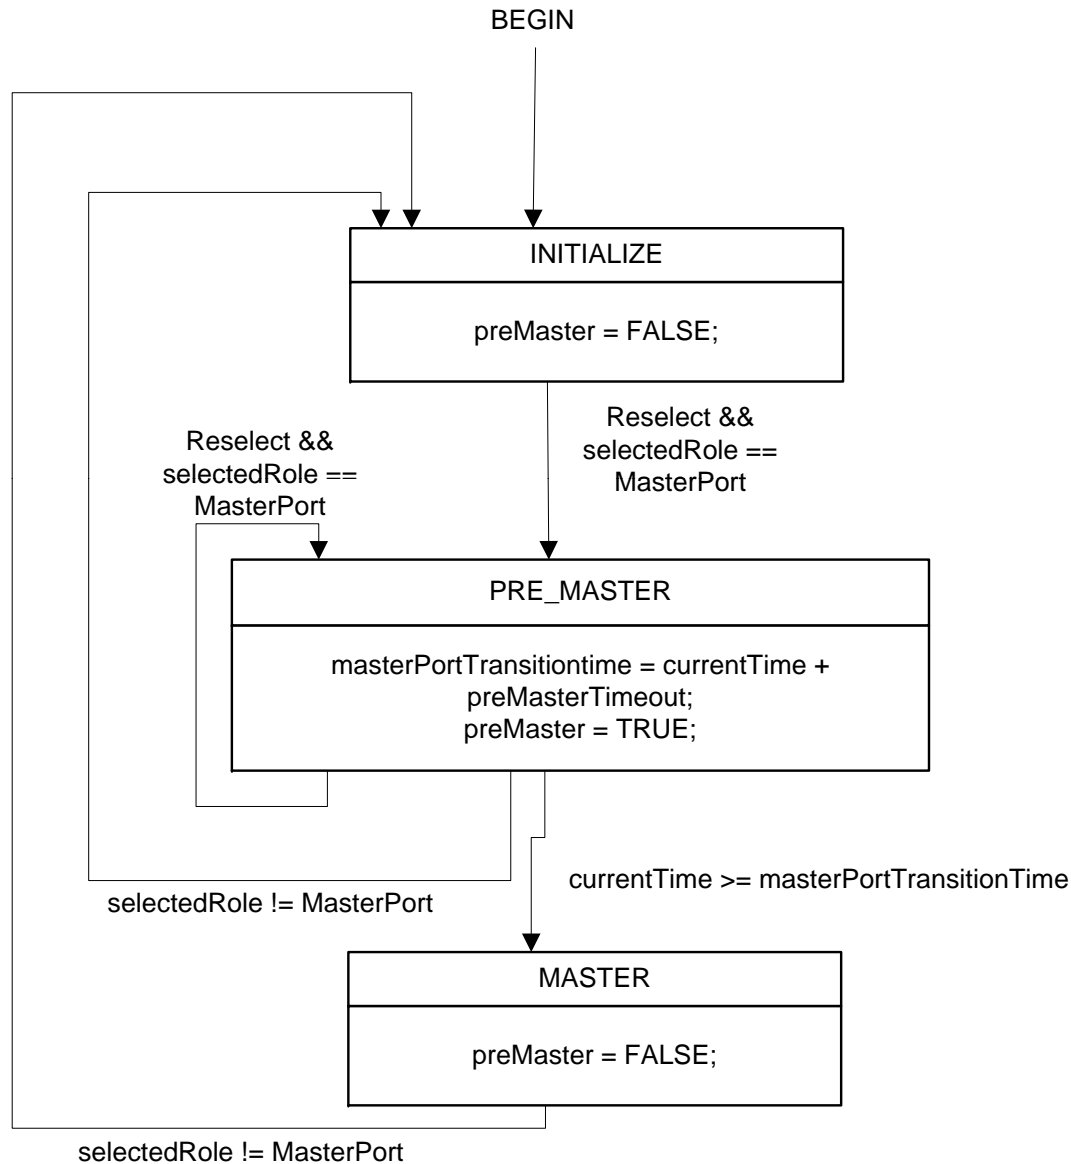 BEGIN
INITIALIZE
preMaster = FALSE;
Reselect &&
selectedRole ==
MasterPort
Reselect &&
selectedRole ==
MasterPort
PRE_MASTER
masterPortTransitiontime = currentTime +
preMasterTimeout;
preMaster = TRUE;
currentTime >= masterPortTransitionTime
selectedRole != MasterPort
MASTER
preMaster = FALSE;
selectedRole != MasterPort